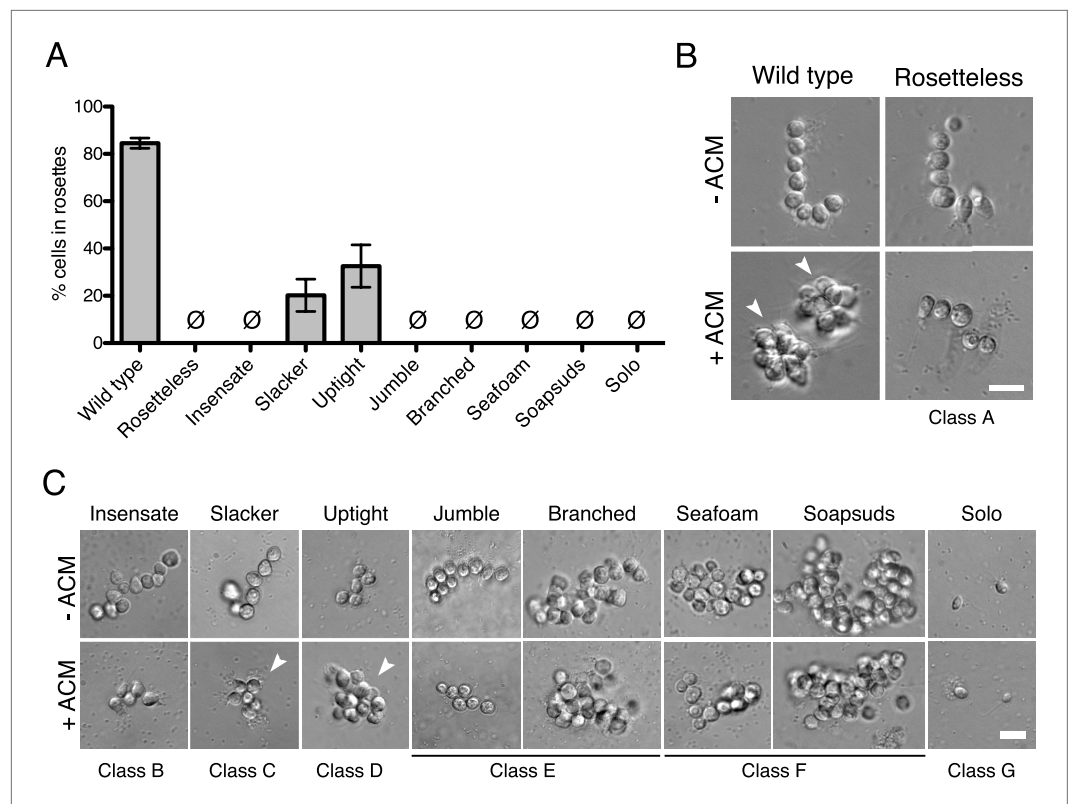 A
% cells in rosettes
100
80
60
40
20
0
Ø Ø Ø Ø Ø Ø Ø
Wild type Rosetteless Insensate Slacker Uptight Jumble Branched Seafoam Soapsuds Solo
B
Wild type Rosetteless
- ACM
+ ACM
Class A
C
Insensate Slacker Uptight Jumble Branched Seafoam Soapsuds Solo
- ACM
+ ACM
Class B Class C Class D Class E Class F Class G